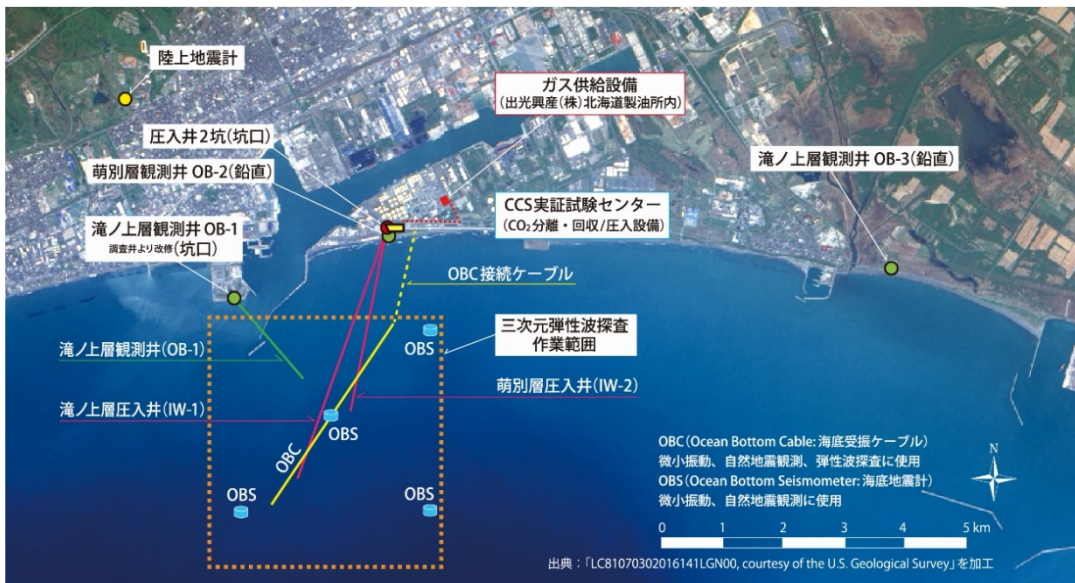 陸上地震計
ガス供給設備
(出光興産(株)北海道製油所内)
圧入井2坑(坑口)
萌別層観測井 OB-2(鉛直)
滝ノ上層観測井 OB-3(鉛直)
CCS実証試験センター
(CO₂分離・回収/圧入設備)
滝ノ上層観測井 OB-1
調査井より改修(坑口)
OBC接続ケーブル
三次元弾性波探査
作業範囲
OBS
滝ノ上層観測井(OB-1)
萌別層圧入井(IW-2)
滝ノ上層圧入井(IW-1)
OBS
OBC
OBS
OBS
OBC(Ocean Bottom Cable: 海底受振ケーブル)
微小振動、自然地震観測、弾性波探査に使用
OBS(Ocean Bottom Seismometer: 海底地震計)
微小振動、自然地震観測に使用
N
0 1 2 3 4 5 km
出典:「LC81070302016141LGN00, courtesy of the U.S. Geological Survey」を加工